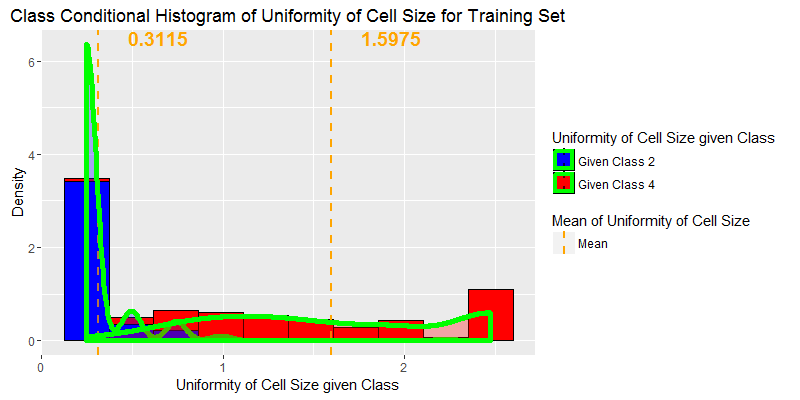 Class Conditional Histogram of Uniformity of Cell Size for Training Set
0.3115 1.5975
6
4
2
0
Density
0 1 2
Uniformity of Cell Size given Class
Uniformity of Cell Size given Class
Given Class 2
Given Class 4
Mean of Uniformity of Cell Size
Mean